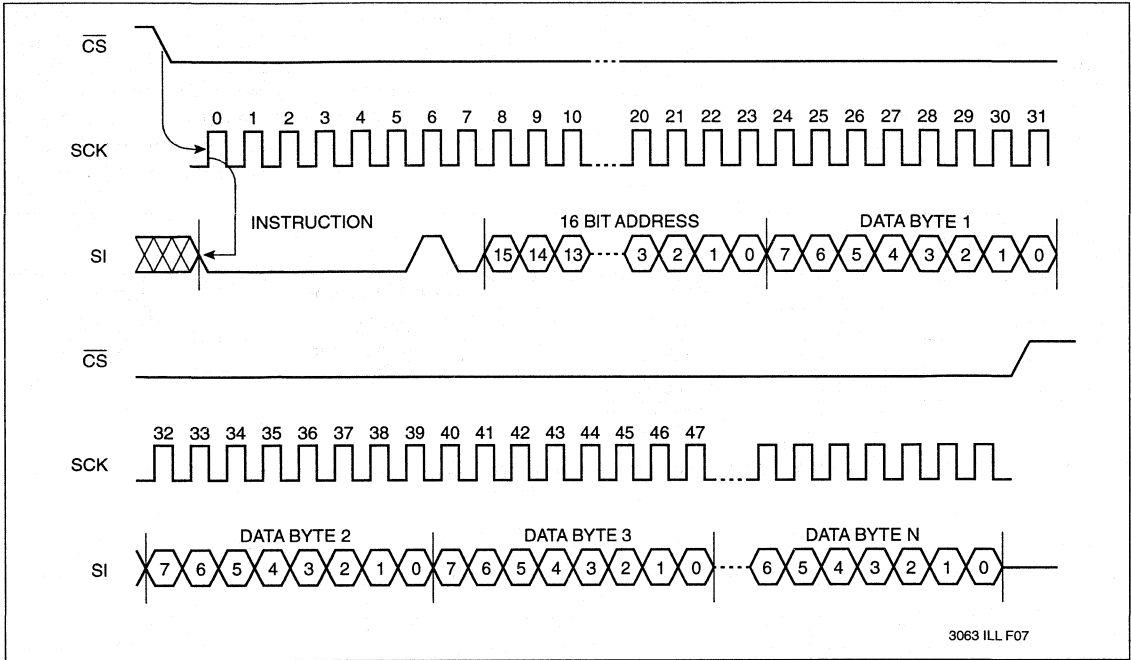 CS
0 1 2 3 4 5 6 7 8 9 10 20 21 22 23 24 25 26 27 28 29 30 31
SCK
INSTRUCTION 16 BIT ADDRESS DATA BYTE 1
SI 15 14 13 3 2 1 0 7 6 5 4 3 2 1 0
CS
32 33 34 35 36 37 38 39 40 41 42 43 44 45 46 47
SCK
DATA BYTE 2 DATA BYTE 3 DATA BYTE N
SI 7 6 5 4 3 2 1 0 7 6 5 4 3 2 1 0 6 5 4 3 2 1 0
3063 ILL F07